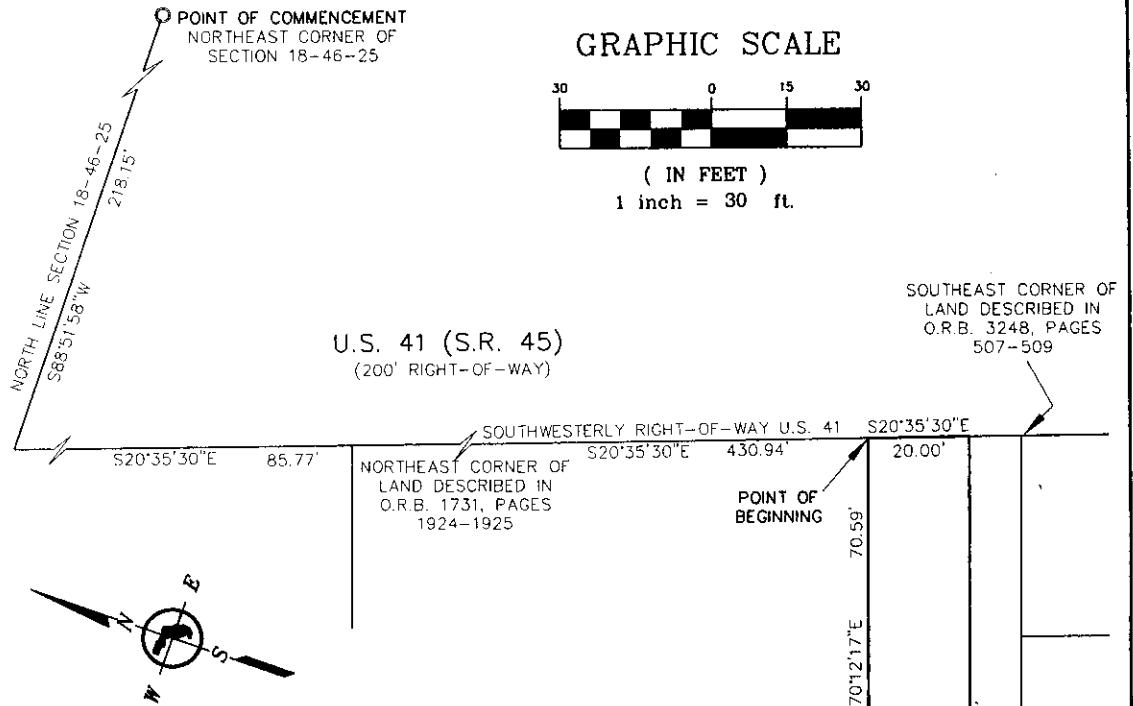 POINT OF COMMENCEMENT
NORTHEAST CORNER OF
SECTION 18-46-25
GRAPHIC SCALE
30 0 15 30
( IN FEET )
1 inch = 30 ft.
NORTH LINE SECTION 18-46-25
S88°51'58"W
218.15'
U.S. 41 (S.R. 45)
(200' RIGHT-OF-WAY)
SOUTHEAST CORNER OF
LAND DESCRIBED IN
O.R.B. 3248, PAGES
507-509
SOUTHWESTERLY RIGHT-OF-WAY U.S. 41
S20°35'30"E
S20°35'30"E 85.77'
S20°35'30"E 430.94'
20.00'
NORTHEAST CORNER OF
LAND DESCRIBED IN
O.R.B. 1731, PAGES
1924-1925
POINT OF
BEGINNING
70.59'
70°12'17"E
N
E
S
W